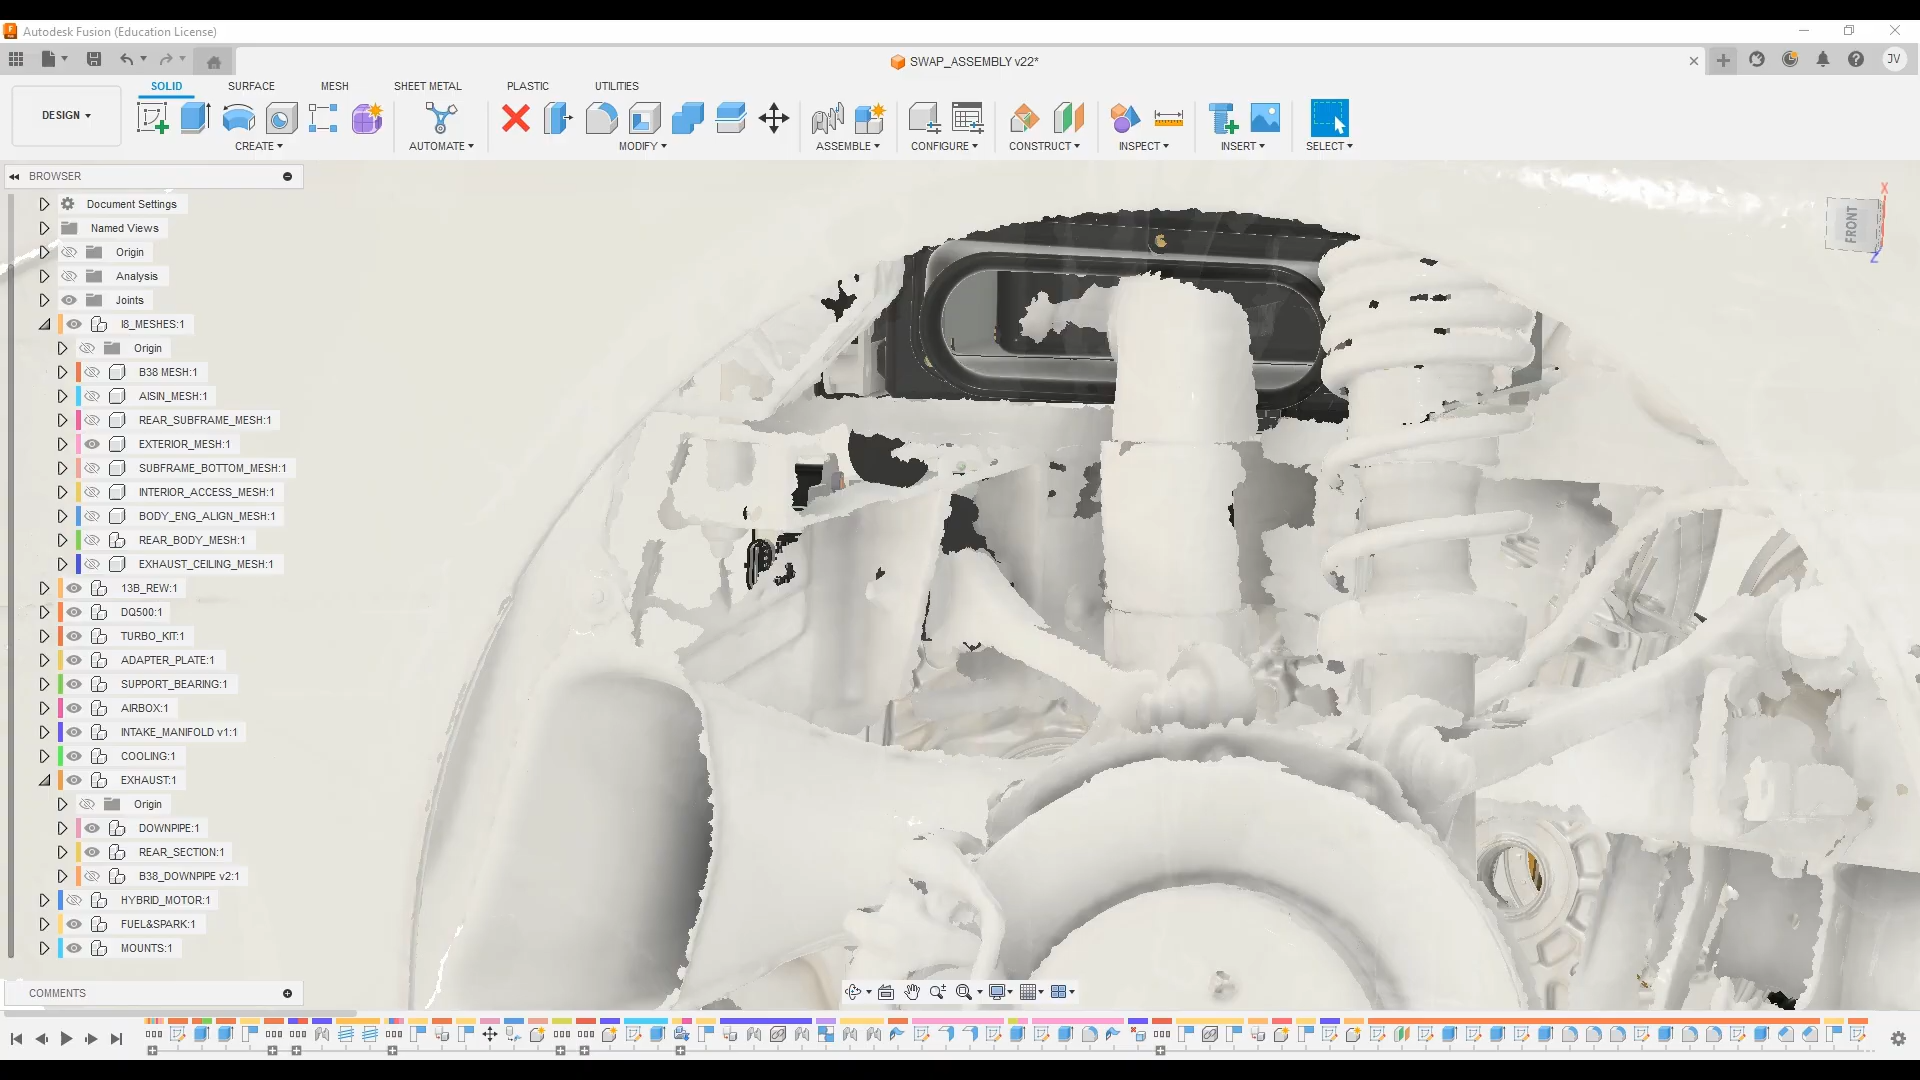 Autodesk Fusion (Education License)
SWAP_ASSEMBLY v22*
JV
SOLID
SURFACE
MESH
SHEET METAL
PLASTIC
UTILITIES
DESIGN
CREATE
AUTOMATE
MODIFY
ASSEMBLE
CONFIGURE
CONSTRUCT
INSPECT
INSERT
SELECT
BROWSER
Document Settings
Named Views
Origin
Analysis
Joints
I8_MESHES:1
Origin
B38 MESH:1
AISIN_MESH:1
REAR_SUBFRAME_MESH:1
EXTERIOR_MESH:1
SUBFRAME_BOTTOM_MESH:1
INTERIOR_ACCESS_MESH:1
BODY_ENG_ALIGN_MESH:1
REAR_BODY_MESH:1
EXHAUST_CEILING_MESH:1
13B_REW:1
DQ500:1
TURBO_KIT:1
ADAPTER_PLATE:1
SUPPORT_BEARING:1
AIRBOX:1
INTAKE_MANIFOLD v1:1
COOLING:1
EXHAUST:1
Origin
DOWNPIPE:1
REAR_SECTION:1
B38_DOWNPIPE v2:1
HYBRID_MOTOR:1
FUEL&SPARK:1
MOUNTS:1
COMMENTS
X
FRONT
Z